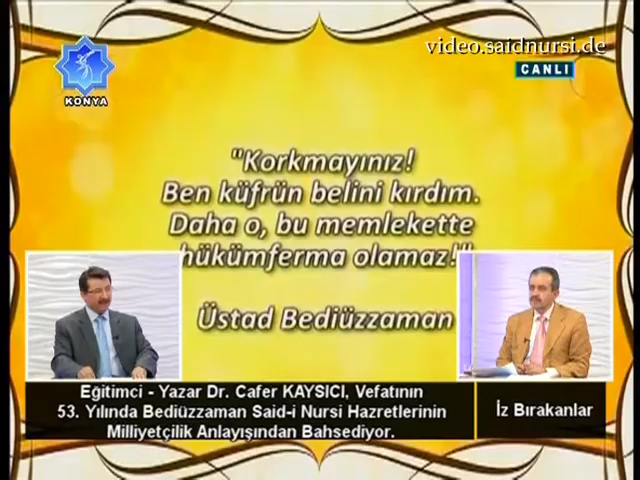 video.saidnursi.de
CANLI
KONYA
"Korkmayınız!
Ben küfrün belini kırdım.
Daha o, bu memlekette
hükümferma olamaz!"
Üstad Bediüzzaman
Eğitimci - Yazar Dr. Cafer KAYSICI, Vefatının
53. Yılında Bediüzzaman Said-i Nursi Hazretlerinin
Milliyetçilik Anlayışından Bahsediyor.
İz Bırakanlar